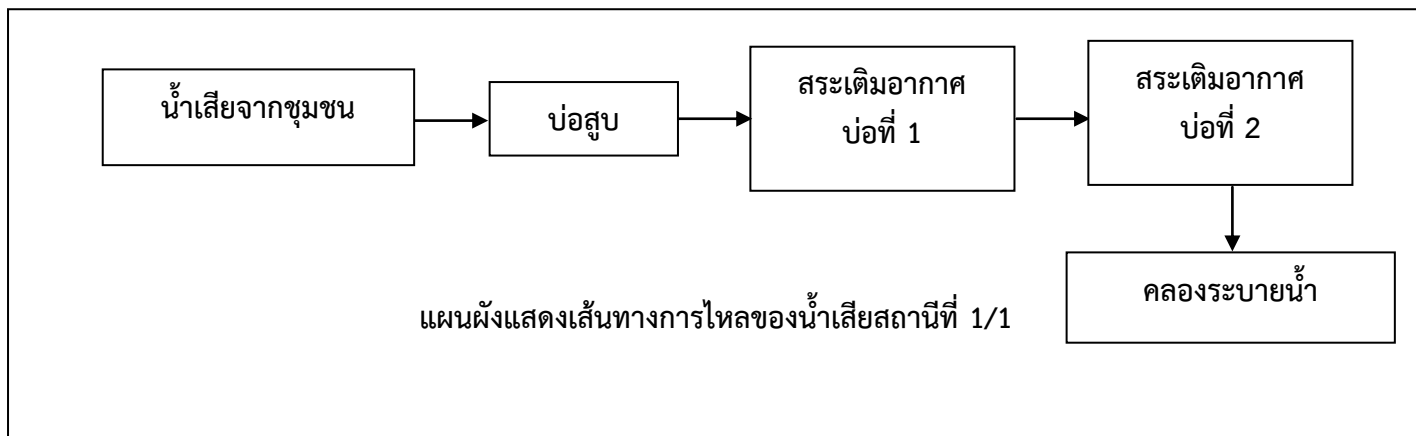 น้ำเสียจากชุมชน
บ่อสูบ
สระเติมอากาศ
บ่อที่ 1
สระเติมอากาศ
บ่อที่ 2
คลองระบายน้ำ
แผนผังแสดงเส้นทางการไหลของน้ำเสียสถานีที่ 1/1